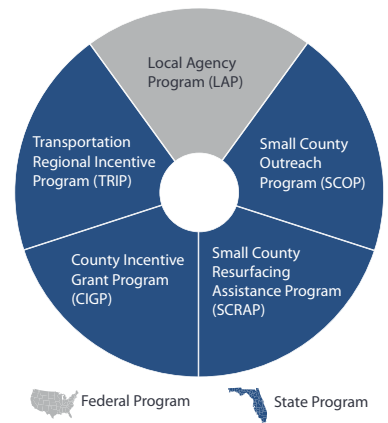 Local Agency
Program (LAP)
Transportation
Regional Incentive
Program (TRIP)
Small County
Outreach
Program (SCOP)
County Incentive
Grant Program
(CIGP)
Small County
Resurfacing
Assistance Program
(SCRAP)
Federal Program
State Program